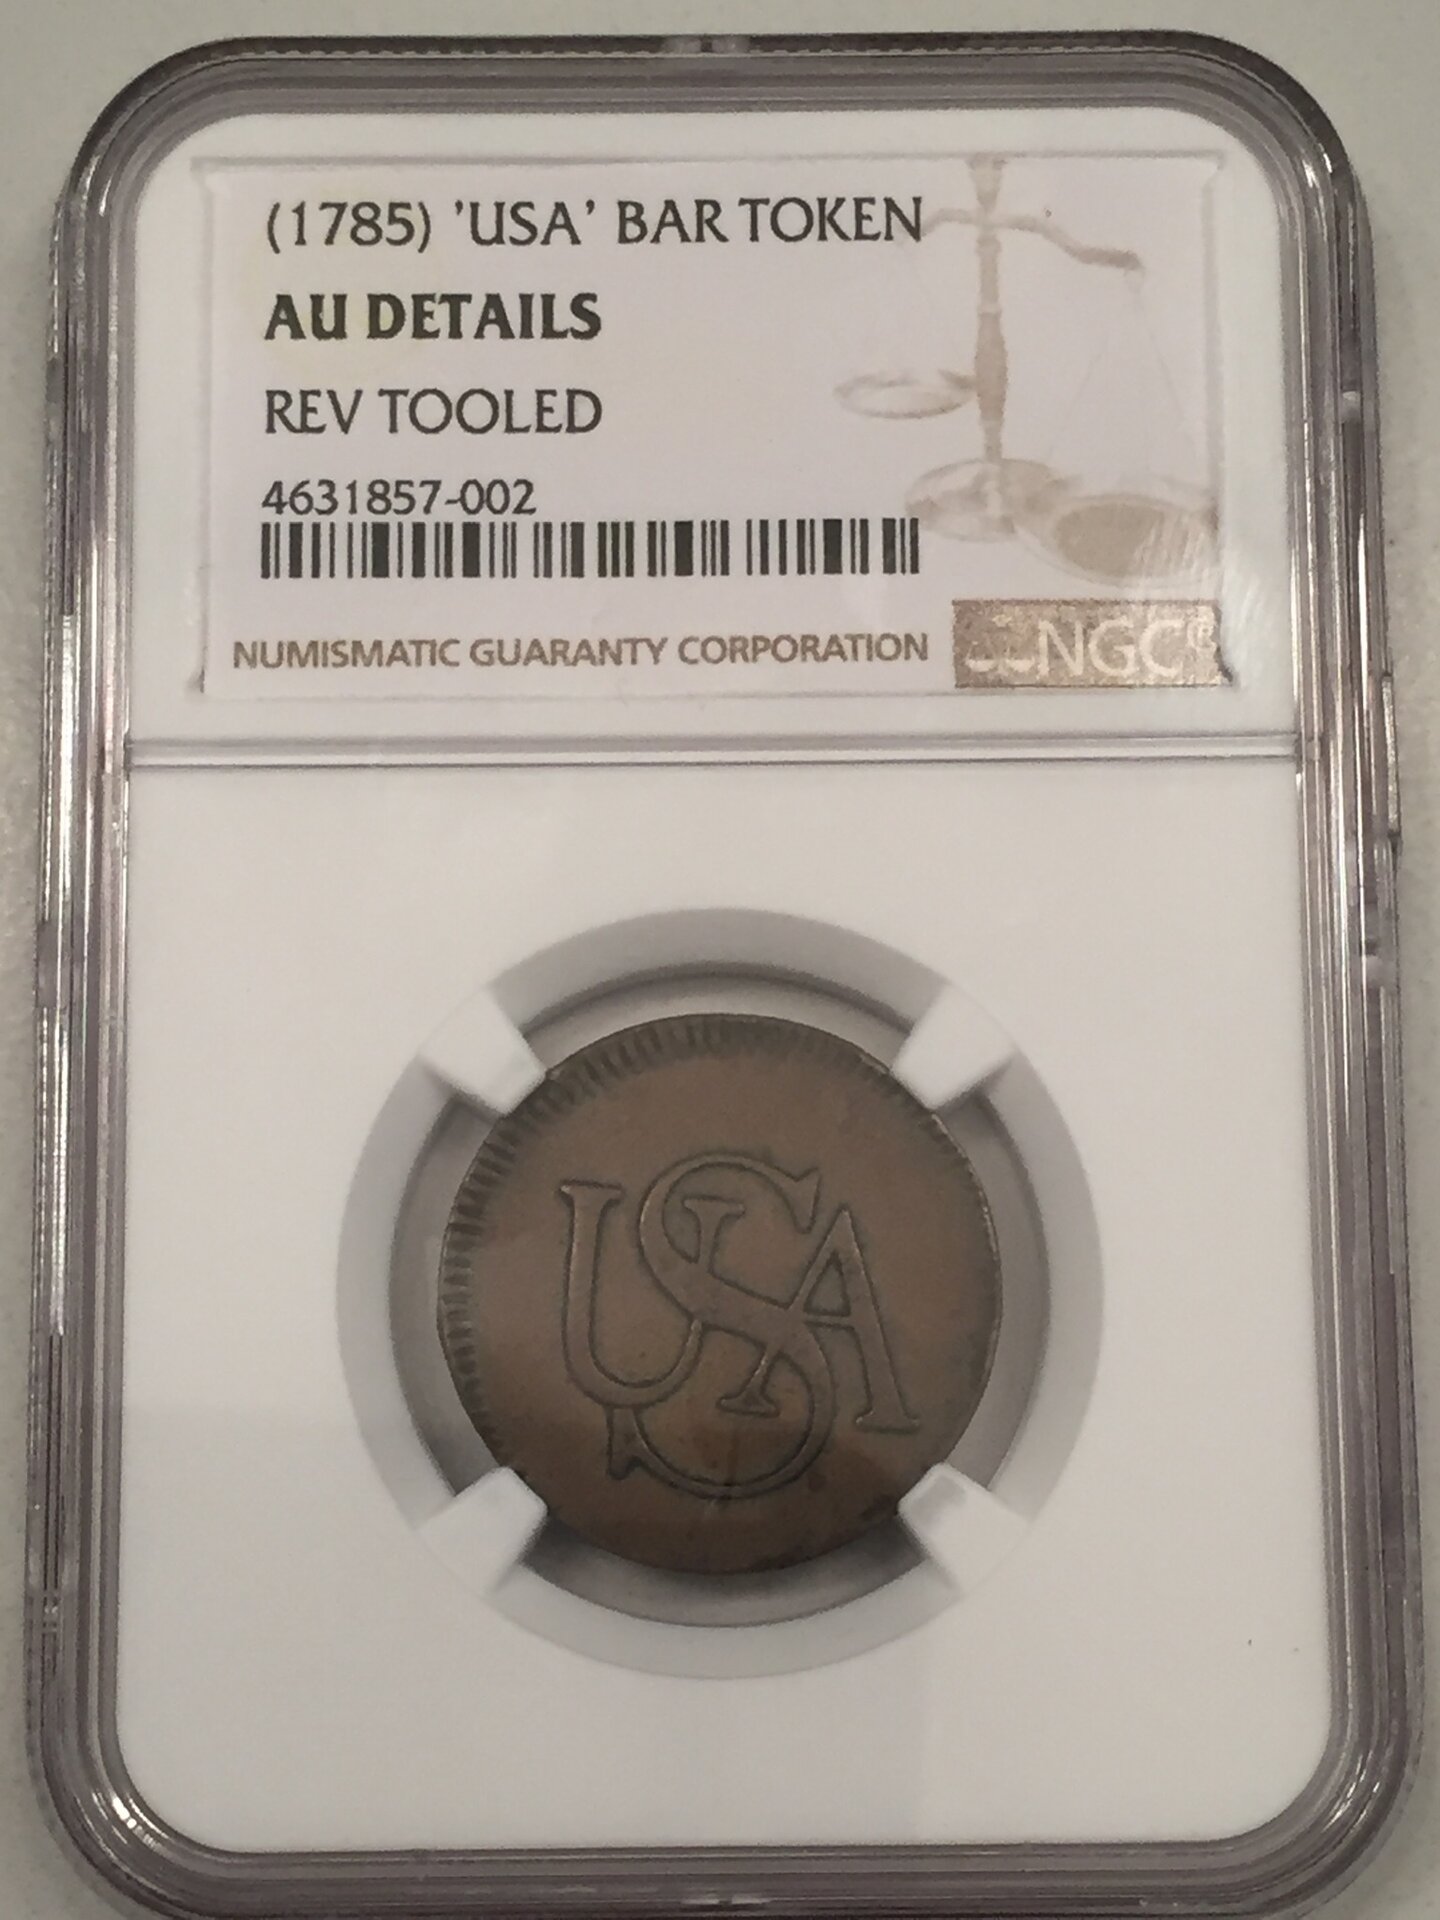 (1785) 'USA' BAR TOKEN
AU DETAILS
REV TOOLED
4631857-002
NUMISMATIC GUARANTY CORPORATION NGC
USA